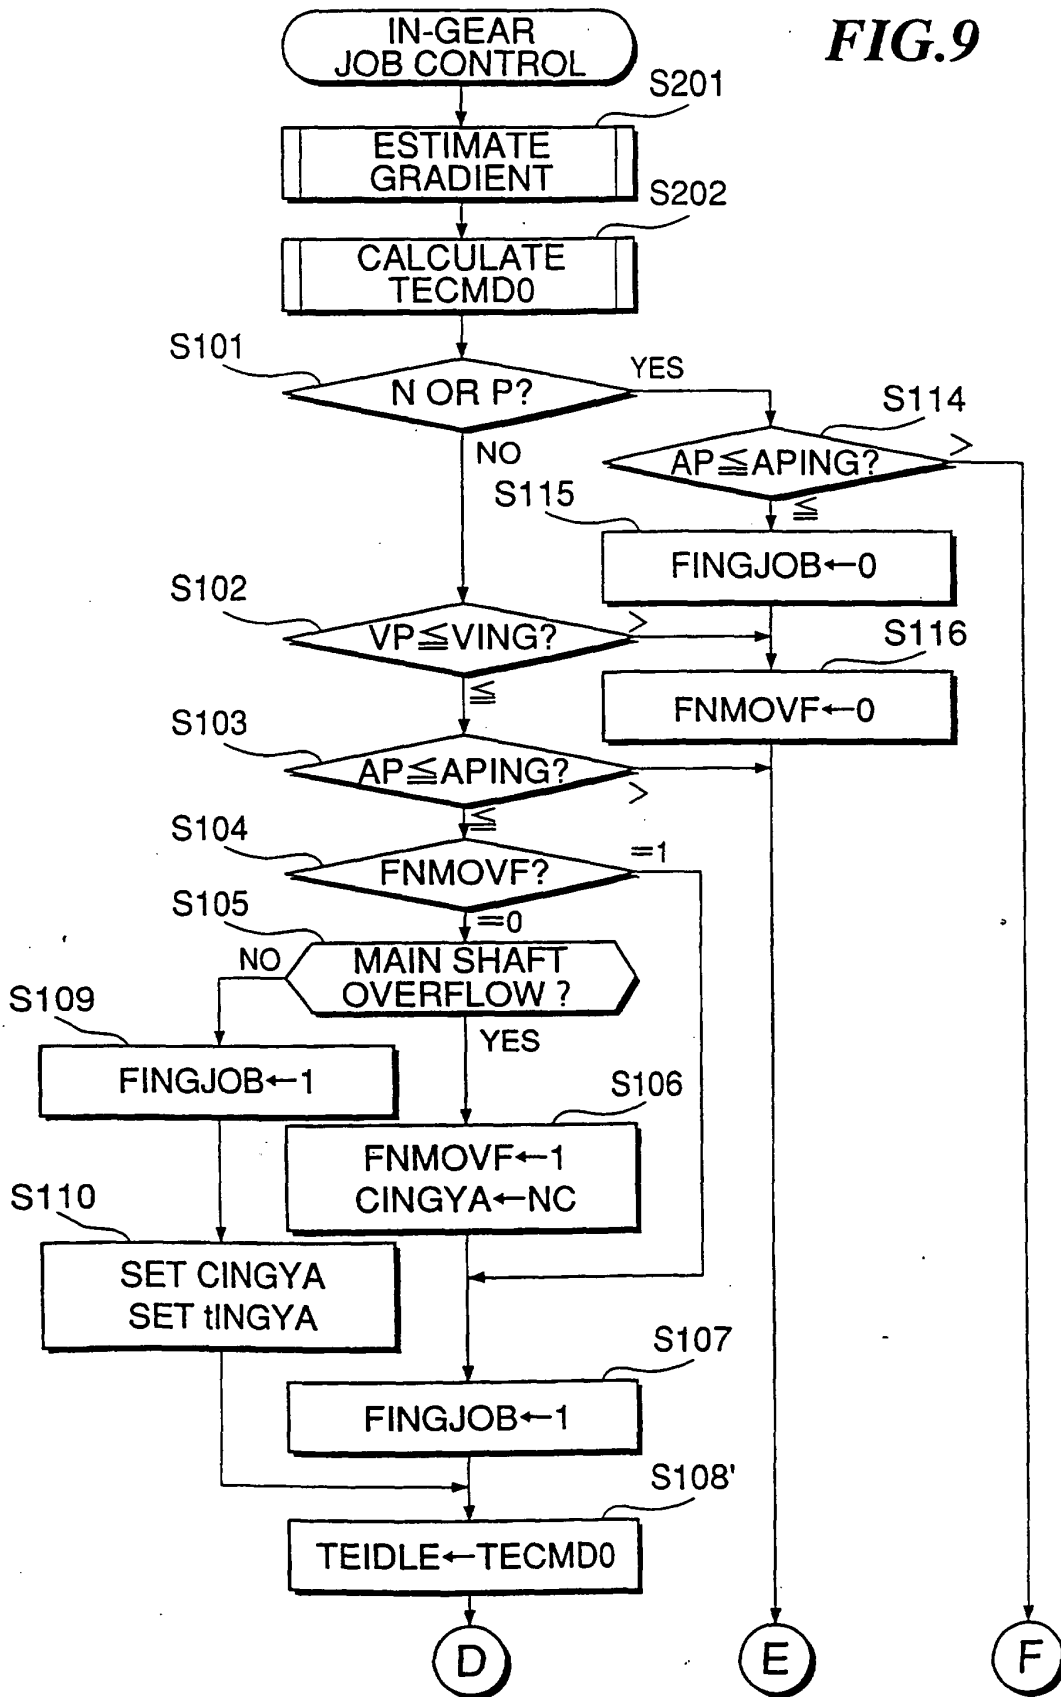 FIG.9
IN-GEAR
JOB CONTROL
S201
ESTIMATE
GRADIENT
S202
CALCULATE
TECMD0
S101
N OR P?
YES
NO
S114
AP≦APING?
>
≦
S115
FINGJOB←0
S102
VP≦VING?
>
≦
S116
FNMOVF←0
S103
AP≦APING?
>
≦
S104
FNMOVF?
=1
=0
S105
MAIN SHAFT
OVERFLOW ?
NO
YES
S109
FINGJOB←1
S106
FNMOVF←1
CINGYA←NC
S110
SET CINGYA
SET tINGYA
S107
FINGJOB←1
S108'
TEIDLE←TECMD0
D
E
F